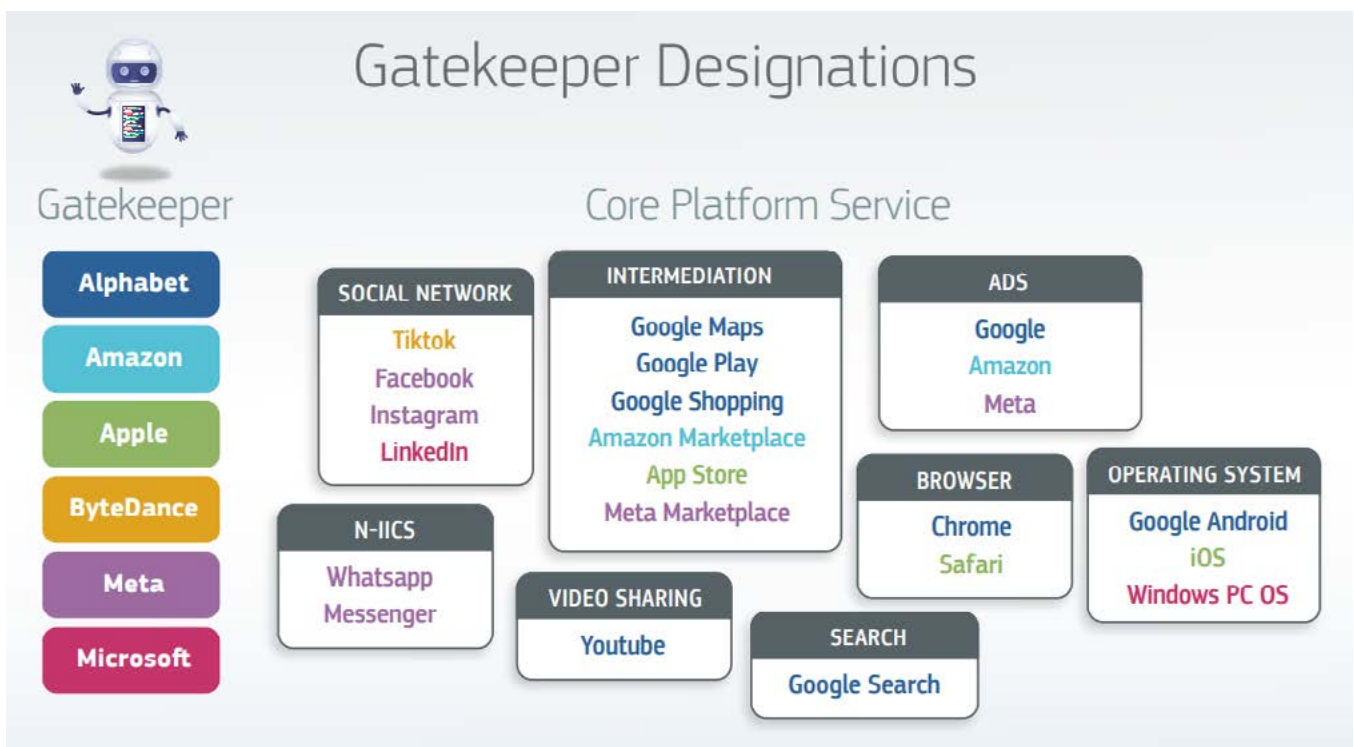 Gatekeeper Designations
Gatekeeper
Core Platform Service
Alphabet
Amazon
Apple
ByteDance
Meta
Microsoft
SOCIAL NETWORK
Tiktok
Facebook
Instagram
LinkedIn
INTERMEDIATION
Google Maps
Google Play
Google Shopping
Amazon Marketplace
App Store
Meta Marketplace
ADS
Google
Amazon
Meta
N-IICS
Whatsapp
Messenger
VIDEO SHARING
Youtube
BROWSER
Chrome
Safari
OPERATING SYSTEM
Google Android
iOS
Windows PC OS
SEARCH
Google Search